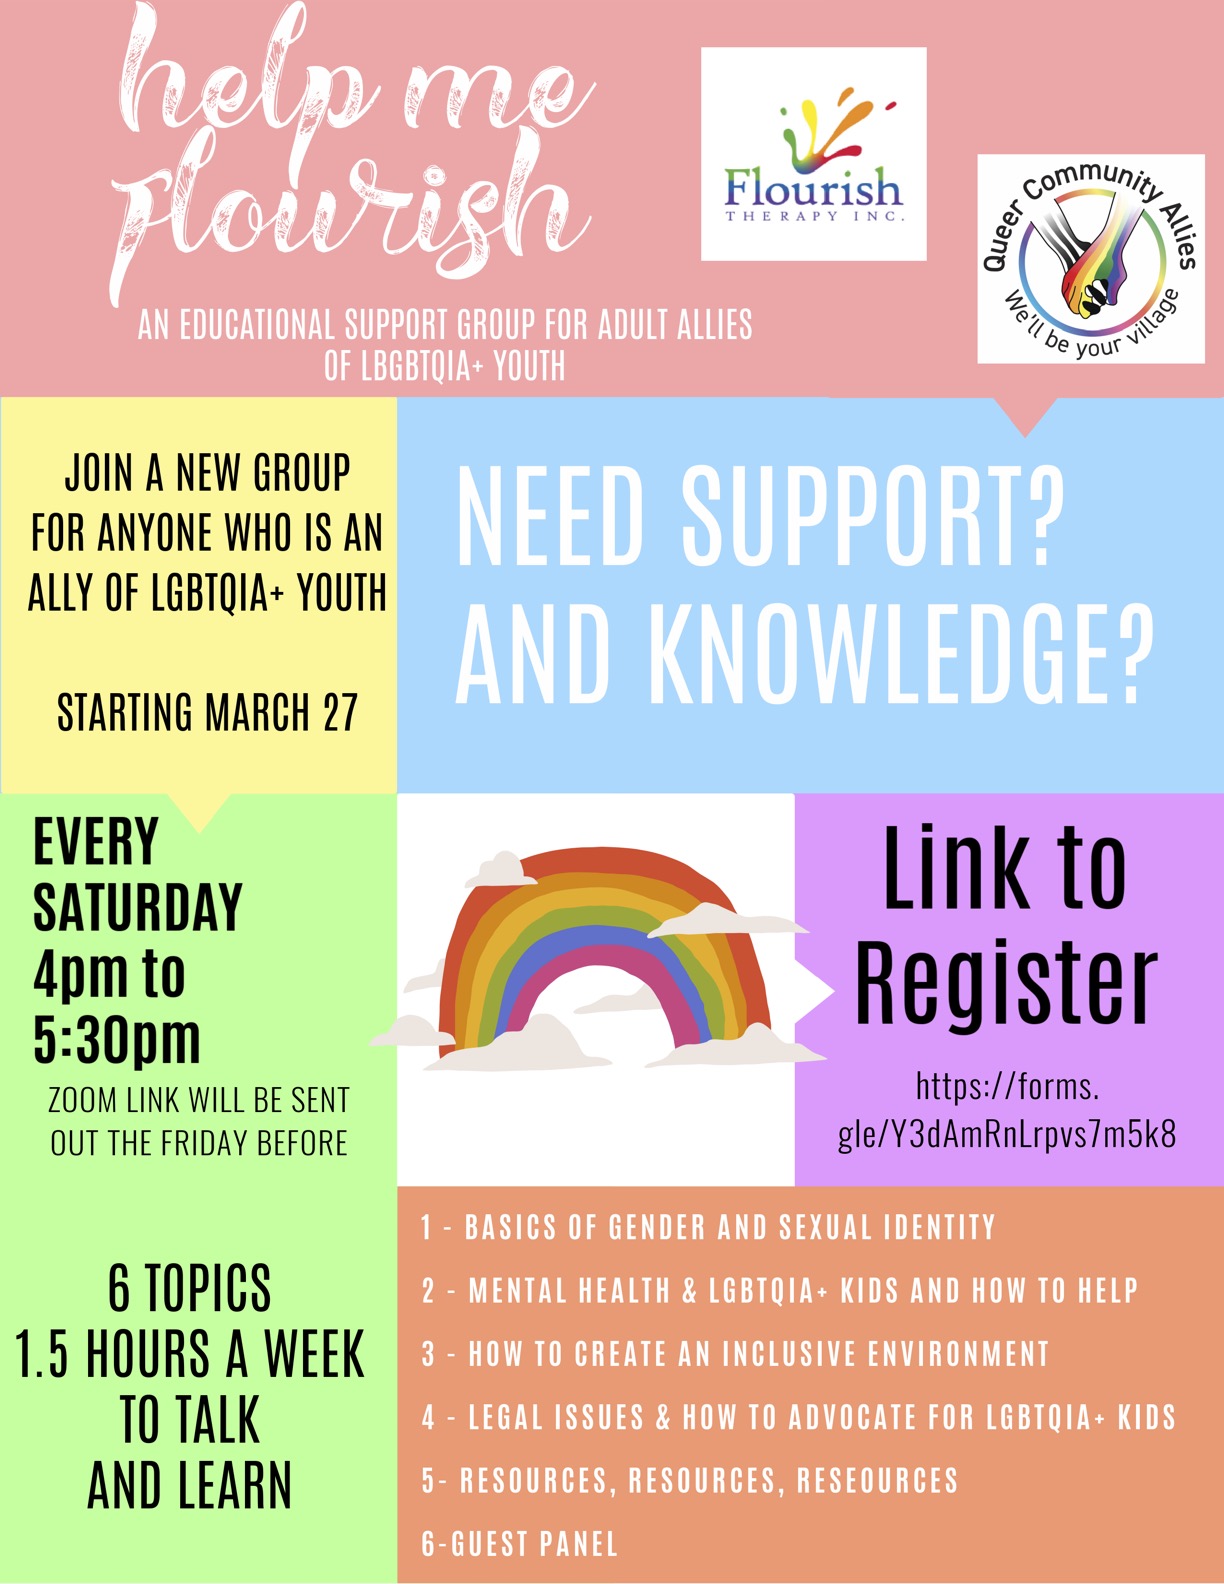 help me
flourish
Flourish
THERAPY INC.
Queer Community Allies
We'll be your village
AN EDUCATIONAL SUPPORT GROUP FOR ADULT ALLIES
OF LBGBTQIA+ YOUTH
JOIN A NEW GROUP
FOR ANYONE WHO IS AN
ALLY OF LGBTQIA+ YOUTH
STARTING MARCH 27
NEED SUPPORT?
AND KNOWLEDGE?
EVERY
SATURDAY
4pm to
5:30pm
ZOOM LINK WILL BE SENT
OUT THE FRIDAY BEFORE
Link to
Register
https://forms.
gle/Y3dAmRnLrpvs7m5k8
6 TOPICS
1.5 HOURS A WEEK
TO TALK
AND LEARN
1 - BASICS OF GENDER AND SEXUAL IDENTITY
2 - MENTAL HEALTH & LGBTQIA+ KIDS AND HOW TO HELP
3 - HOW TO CREATE AN INCLUSIVE ENVIRONMENT
4 - LEGAL ISSUES & HOW TO ADVOCATE FOR LGBTQIA+ KIDS
5- RESOURCES, RESOURCES, RESEOURCES
6-GUEST PANEL